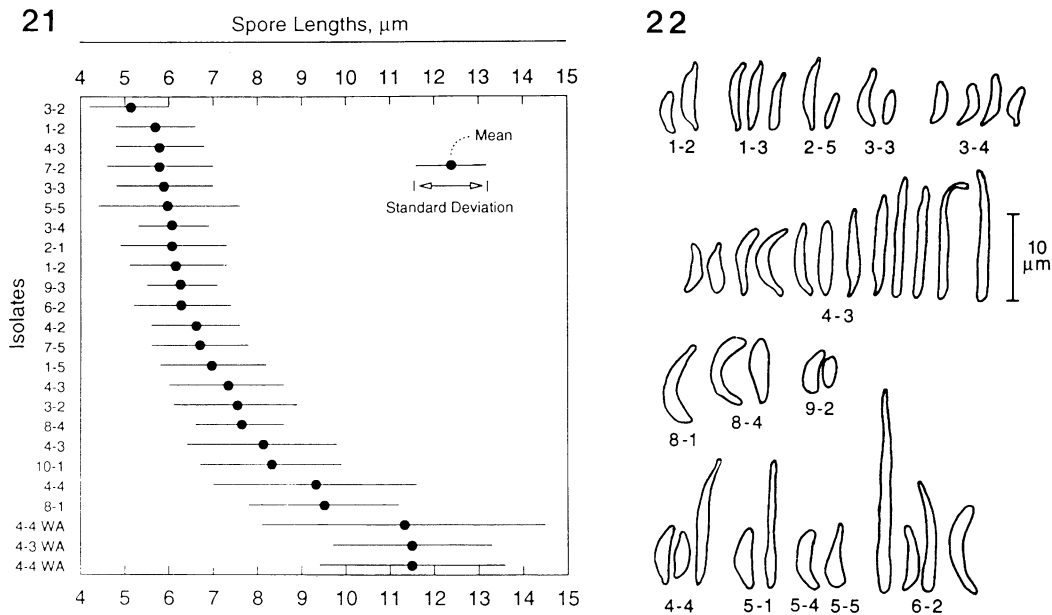 21
Spore Lengths, µm
4 5 6 7 8 9 10 11 12 13 14 15
Isolates
3-2
1-2
4-3
7-2
3-3
5-5
3-4
2-1
1-2
9-3
6-2
4-2
7-5
1-5
4-3
3-2
8-4
4-3
10-1
4-4
8-1
4-4 WA
4-3 WA
4-4 WA
Mean
Standard Deviation
4 5 6 7 8 9 10 11 12 13 14 15
22
1-2 1-3 2-5 3-3 3-4
10
µm
4-3
8-1 8-4 9-2
4-4 5-1 5-4 5-5 6-2